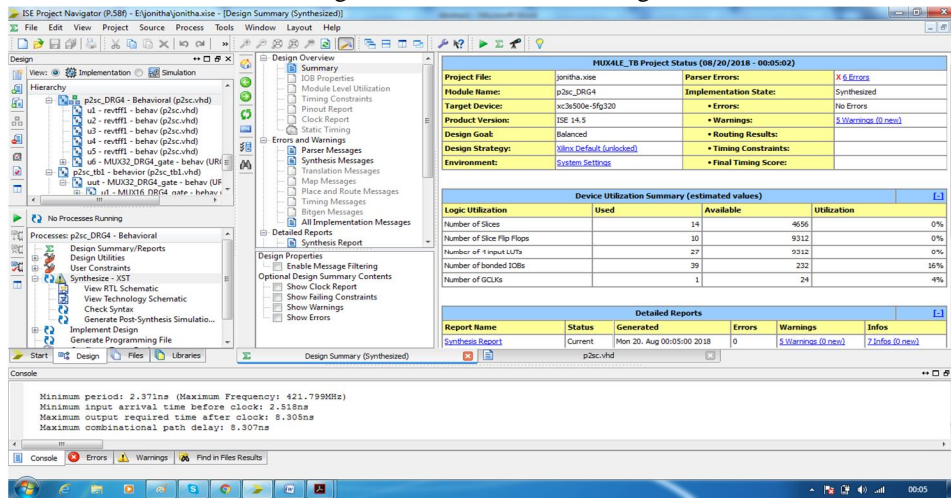 ISE Project Navigator (P.58f) - E:\jonitha\jonitha.xise - [Design Summary (Synthesized)]
File Edit View Project Source Process Tools Window Layout Help
Design
View: Implementation Simulation
Hierarchy
p2sc_DRG4 - Behavioral (p2sc.vhd)
u1 - revtff1 - behav (p2sc.vhd)
u2 - revtff1 - behav (p2sc.vhd)
u3 - revtff1 - behav (p2sc.vhd)
u4 - revtff1 - behav (p2sc.vhd)
u5 - revtff1 - behav (p2sc.vhd)
u6 - MUX32_DRG4_gate - behav (UR
p2sc_tb1 - behavior (p2sc_tb1.vhd)
uut - MUX32_DRG4_gate - behav (UF
u1 - MUX16_DRG4_gate - behav
No Processes Running
Processes: p2sc_DRG4 - Behavioral
Design Summary/Reports
Design Utilities
User Constraints
Synthesize - XST
View RTL Schematic
View Technology Schematic
Check Syntax
Generate Post-Synthesis Simulatio...
Implement Design
Generate Programming File
Start Design Files Libraries
Design Overview
Summary
IOB Properties
Module Level Utilization
Timing Constraints
Pinout Report
Clock Report
Static Timing
Errors and Warnings
Parser Messages
Synthesis Messages
Translation Messages
Map Messages
Place and Route Messages
Timing Messages
Bitgen Messages
All Implementation Messages
Detailed Reports
Synthesis Report
Design Properties
Enable Message Filtering
Optional Design Summary Contents
Show Clock Report
Show Failing Constraints
Show Warnings
Show Errors
MUX4LE_TB Project Status (08/20/2018 - 00:05:02)
Project File: jonitha.xise Parser Errors: X 6 Errors
Module Name: p2sc_DRG4 Implementation State: Synthesized
Target Device: xc3s500e-5fg320 • Errors: No Errors
Product Version: ISE 14.5 • Warnings: 5 Warnings (0 new)
Design Goal: Balanced • Routing Results:
Design Strategy: Xilinx Default (unlocked) • Timing Constraints:
Environment: System Settings • Final Timing Score:
Device Utilization Summary (estimated values) [-]
Logic Utilization Used Available Utilization
Number of Slices 14 4656 0%
Number of Slice Flip Flops 10 9312 0%
Number of 4 input LUTs 27 9312 0%
Number of bonded IOBs 39 232 16%
Number of GCLKs 1 24 4%
Detailed Reports [-]
Report Name Status Generated Errors Warnings Infos
Synthesis Report Current Mon 20. Aug 00:05:00 2018 0 5 Warnings (0 new) 7 Infos (0 new)
Design Summary (Synthesized) p2sc.vhd
Console
Minimum period: 2.371ns (Maximum Frequency: 421.799MHz)
Minimum input arrival time before clock: 2.518ns
Maximum output required time after clock: 8.305ns
Maximum combinational path delay: 8.307ns
Console Errors Warnings Find in Files Results
00:05